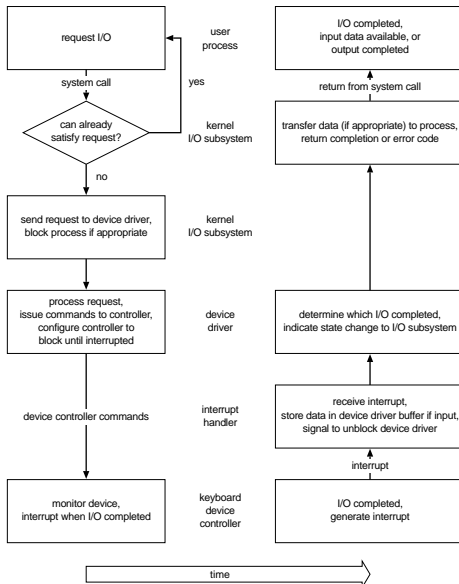 request I/O
system call
can already
satisfy request?
yes
no
send request to device driver,
block process if appropriate
process request,
issue commands to controller,
configure controller to
block until interrupted
device controller commands
monitor device,
interrupt when I/O completed
user
process
kernel
I/O subsystem
kernel
I/O subsystem
device
driver
interrupt
handler
keyboard
device
controller
I/O completed,
input data available, or
output completed
return from system call
transfer data (if appropriate) to process,
return completion or error code
determine which I/O completed,
indicate state change to I/O subsystem
receive interrupt,
store data in device driver buffer if input,
signal to unblock device driver
interrupt
I/O completed,
generate interrupt
time